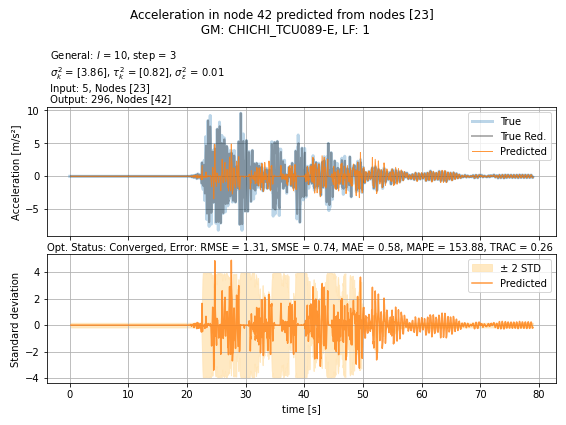 Acceleration in node 42 predicted from nodes [23]
GM: CHICHI_TCU089-E, LF: 1
General: l = 10, step = 3
σ²ₖ = [3.86], τ²ₖ = [0.82], σ²ε = 0.01
Input: 5, Nodes [23]
Output: 296, Nodes [42]
10
5
0
−5
Acceleration [m/s²]
True
True Red.
Predicted
Opt. Status: Converged, Error: RMSE = 1.31, SMSE = 0.74, MAE = 0.58, MAPE = 153.88, TRAC = 0.26
4
2
0
−2
−4
Standard deviation
± 2 STD
Predicted
0 10 20 30 40 50 60 70 80
time [s]